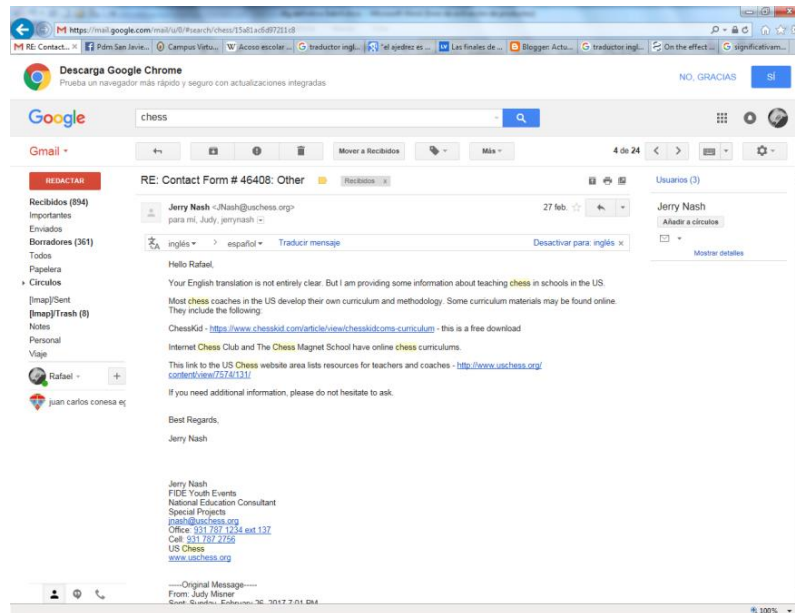 https://mail.google.com/mail/u/0/#search/chess/15a81ac6d97211c8
RE: Contact... Pdm San Javie... Campus Virtu... Acoso escolar ... traductor ingl... "el ajedrez es ... Las finales de ... Blogger: Actu... traductor ingl... On the effect ... significativam...
Descarga Google Chrome
Prueba un navegador más rápido y seguro con actualizaciones integradas
NO, GRACIAS
SÍ
Google
chess
Gmail
Mover a Recibidos
Más
4 de 24
REDACTAR
Recibidos (894)
Importantes
Enviados
Borradores (361)
Todos
Papelera
Círculos
[Imap]/Sent
[Imap]/Trash (8)
Notes
Personal
Viaje
Rafael
juan carlos conesa eg
RE: Contact Form # 46408: Other
Recibidos x
Jerry Nash <JNash@uschess.org>
27 feb.
para mí, Judy, jerrynash
inglés > español Traducir mensaje
Desactivar para: inglés x
Hello Rafael,
Your English translation is not entirely clear. But I am providing some information about teaching chess in schools in the US.
Most chess coaches in the US develop their own curriculum and methodology. Some curriculum materials may be found online.
They include the following:
ChessKid - https://www.chesskid.com/article/view/chesskidcoms-curriculum - this is a free download
Internet Chess Club and The Chess Magnet School have online chess curriculums.
This link to the US Chess website area lists resources for teachers and coaches - http://www.uschess.org/
content/view/7574/131/
If you need additional information, please do not hesitate to ask.
Best Regards,
Jerry Nash
Jerry Nash
FIDE Youth Events
National Education Consultant
Special Projects
jnash@uschess.org
Office: 931 787 1234 ext 137
Cell: 931 787 2756
US Chess
www.uschess.org
-----Original Message-----
From: Judy Misner
Sent: Sunday, February 26, 2017 7:01 PM
Usuarios (3)
Jerry Nash
Añadir a círculos
Mostrar detalles
100%